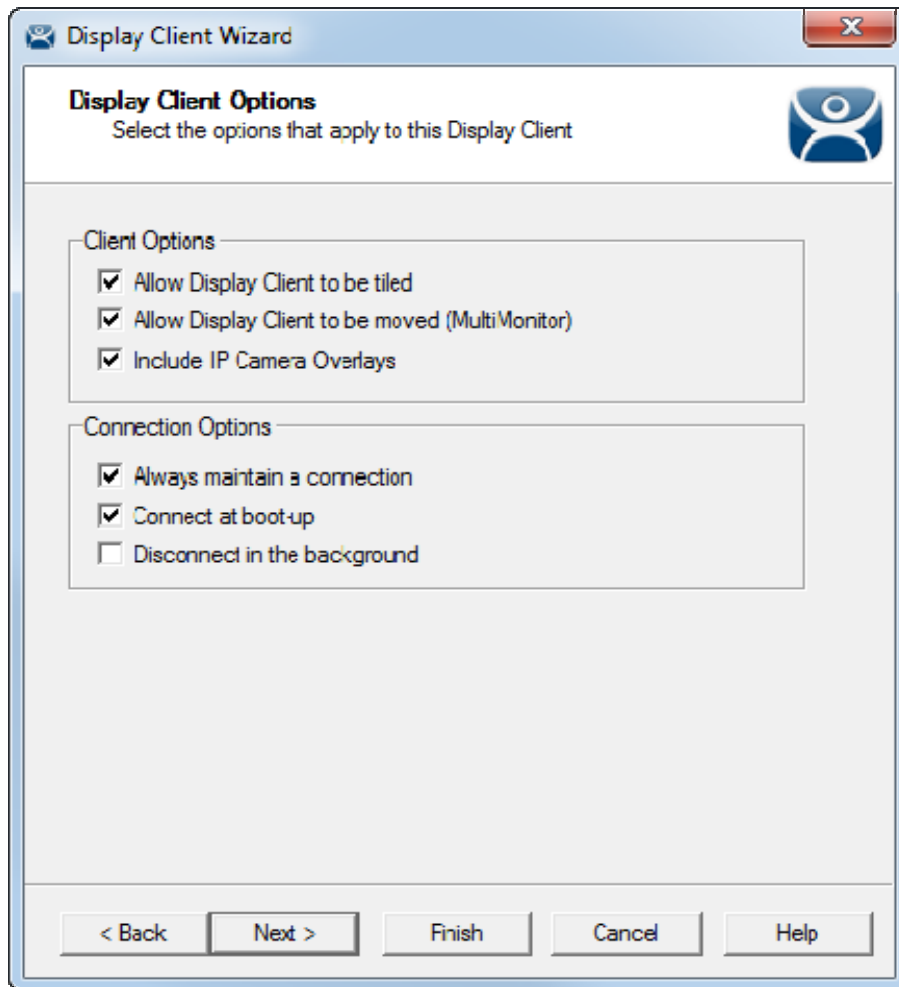 Display Client Wizard
Display Client Options
Select the options that apply to this Display Client
Client Options
Allow Display Client to be tiled
Allow Display Client to be moved (MultiMonitor)
Include IP Camera Overlays
Connection Options
Always maintain a connection
Connect at boot-up
Disconnect in the background
< Back Next > Finish Cancel Help